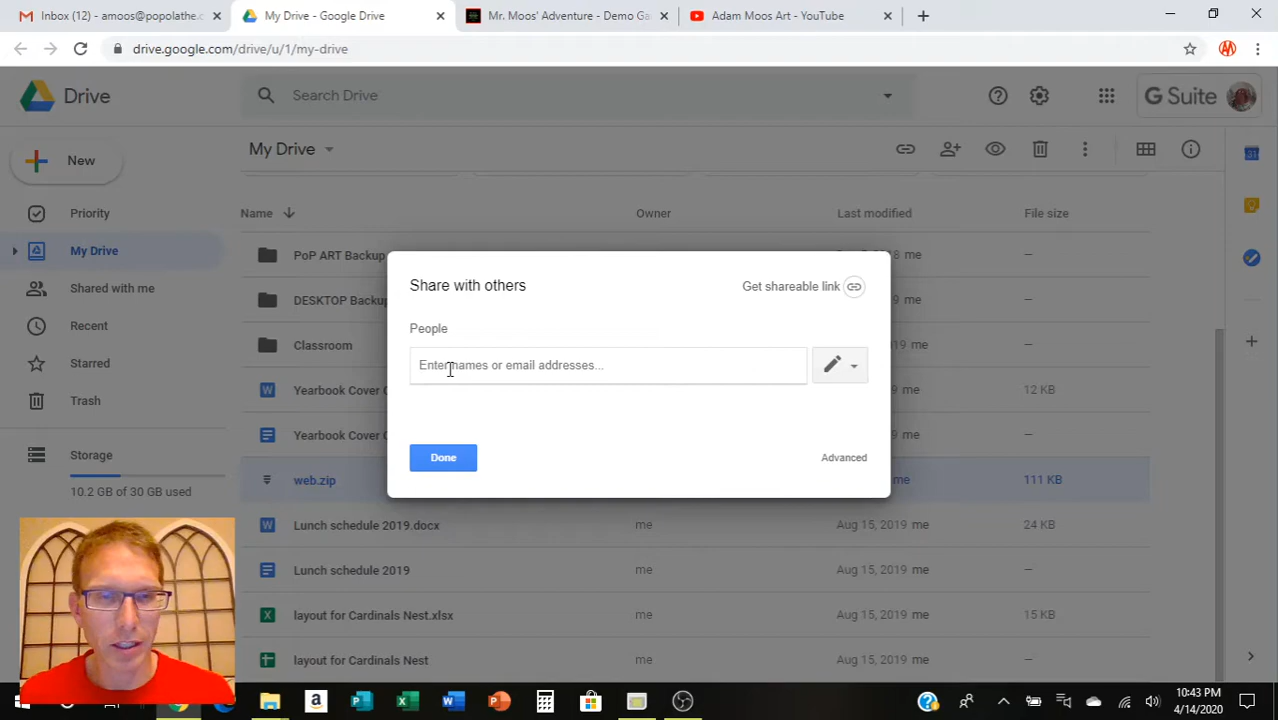 Inbox (12) - amoos@popolathe.c
My Drive - Google Drive
Mr. Moos' Adventure - Demo Ga
Adam Moos Art - YouTube
drive.google.com/drive/u/1/my-drive
Drive
Search Drive
G Suite
New
My Drive
Priority
Name
Owner
Last modified
File size
My Drive
PoP ART Backup
me
–
Shared with me
DESKTOP Backup
me
–
Recent
Classroom
me
–
Starred
Yearbook Cover C
me
12 KB
Trash
Yearbook Cover C
me
–
Storage
10.2 GB of 30 GB used
web.zip
me
111 KB
Share with others
Get shareable link
People
Enter names or email addresses...
Done
Advanced
Lunch schedule 2019.docx
me
Aug 15, 2019 me
24 KB
Lunch schedule 2019
me
Aug 15, 2019 me
–
layout for Cardinals Nest.xlsx
me
Aug 15, 2019 me
15 KB
layout for Cardinals Nest
me
Aug 15, 2019 me
–
10:43 PM
4/14/2020